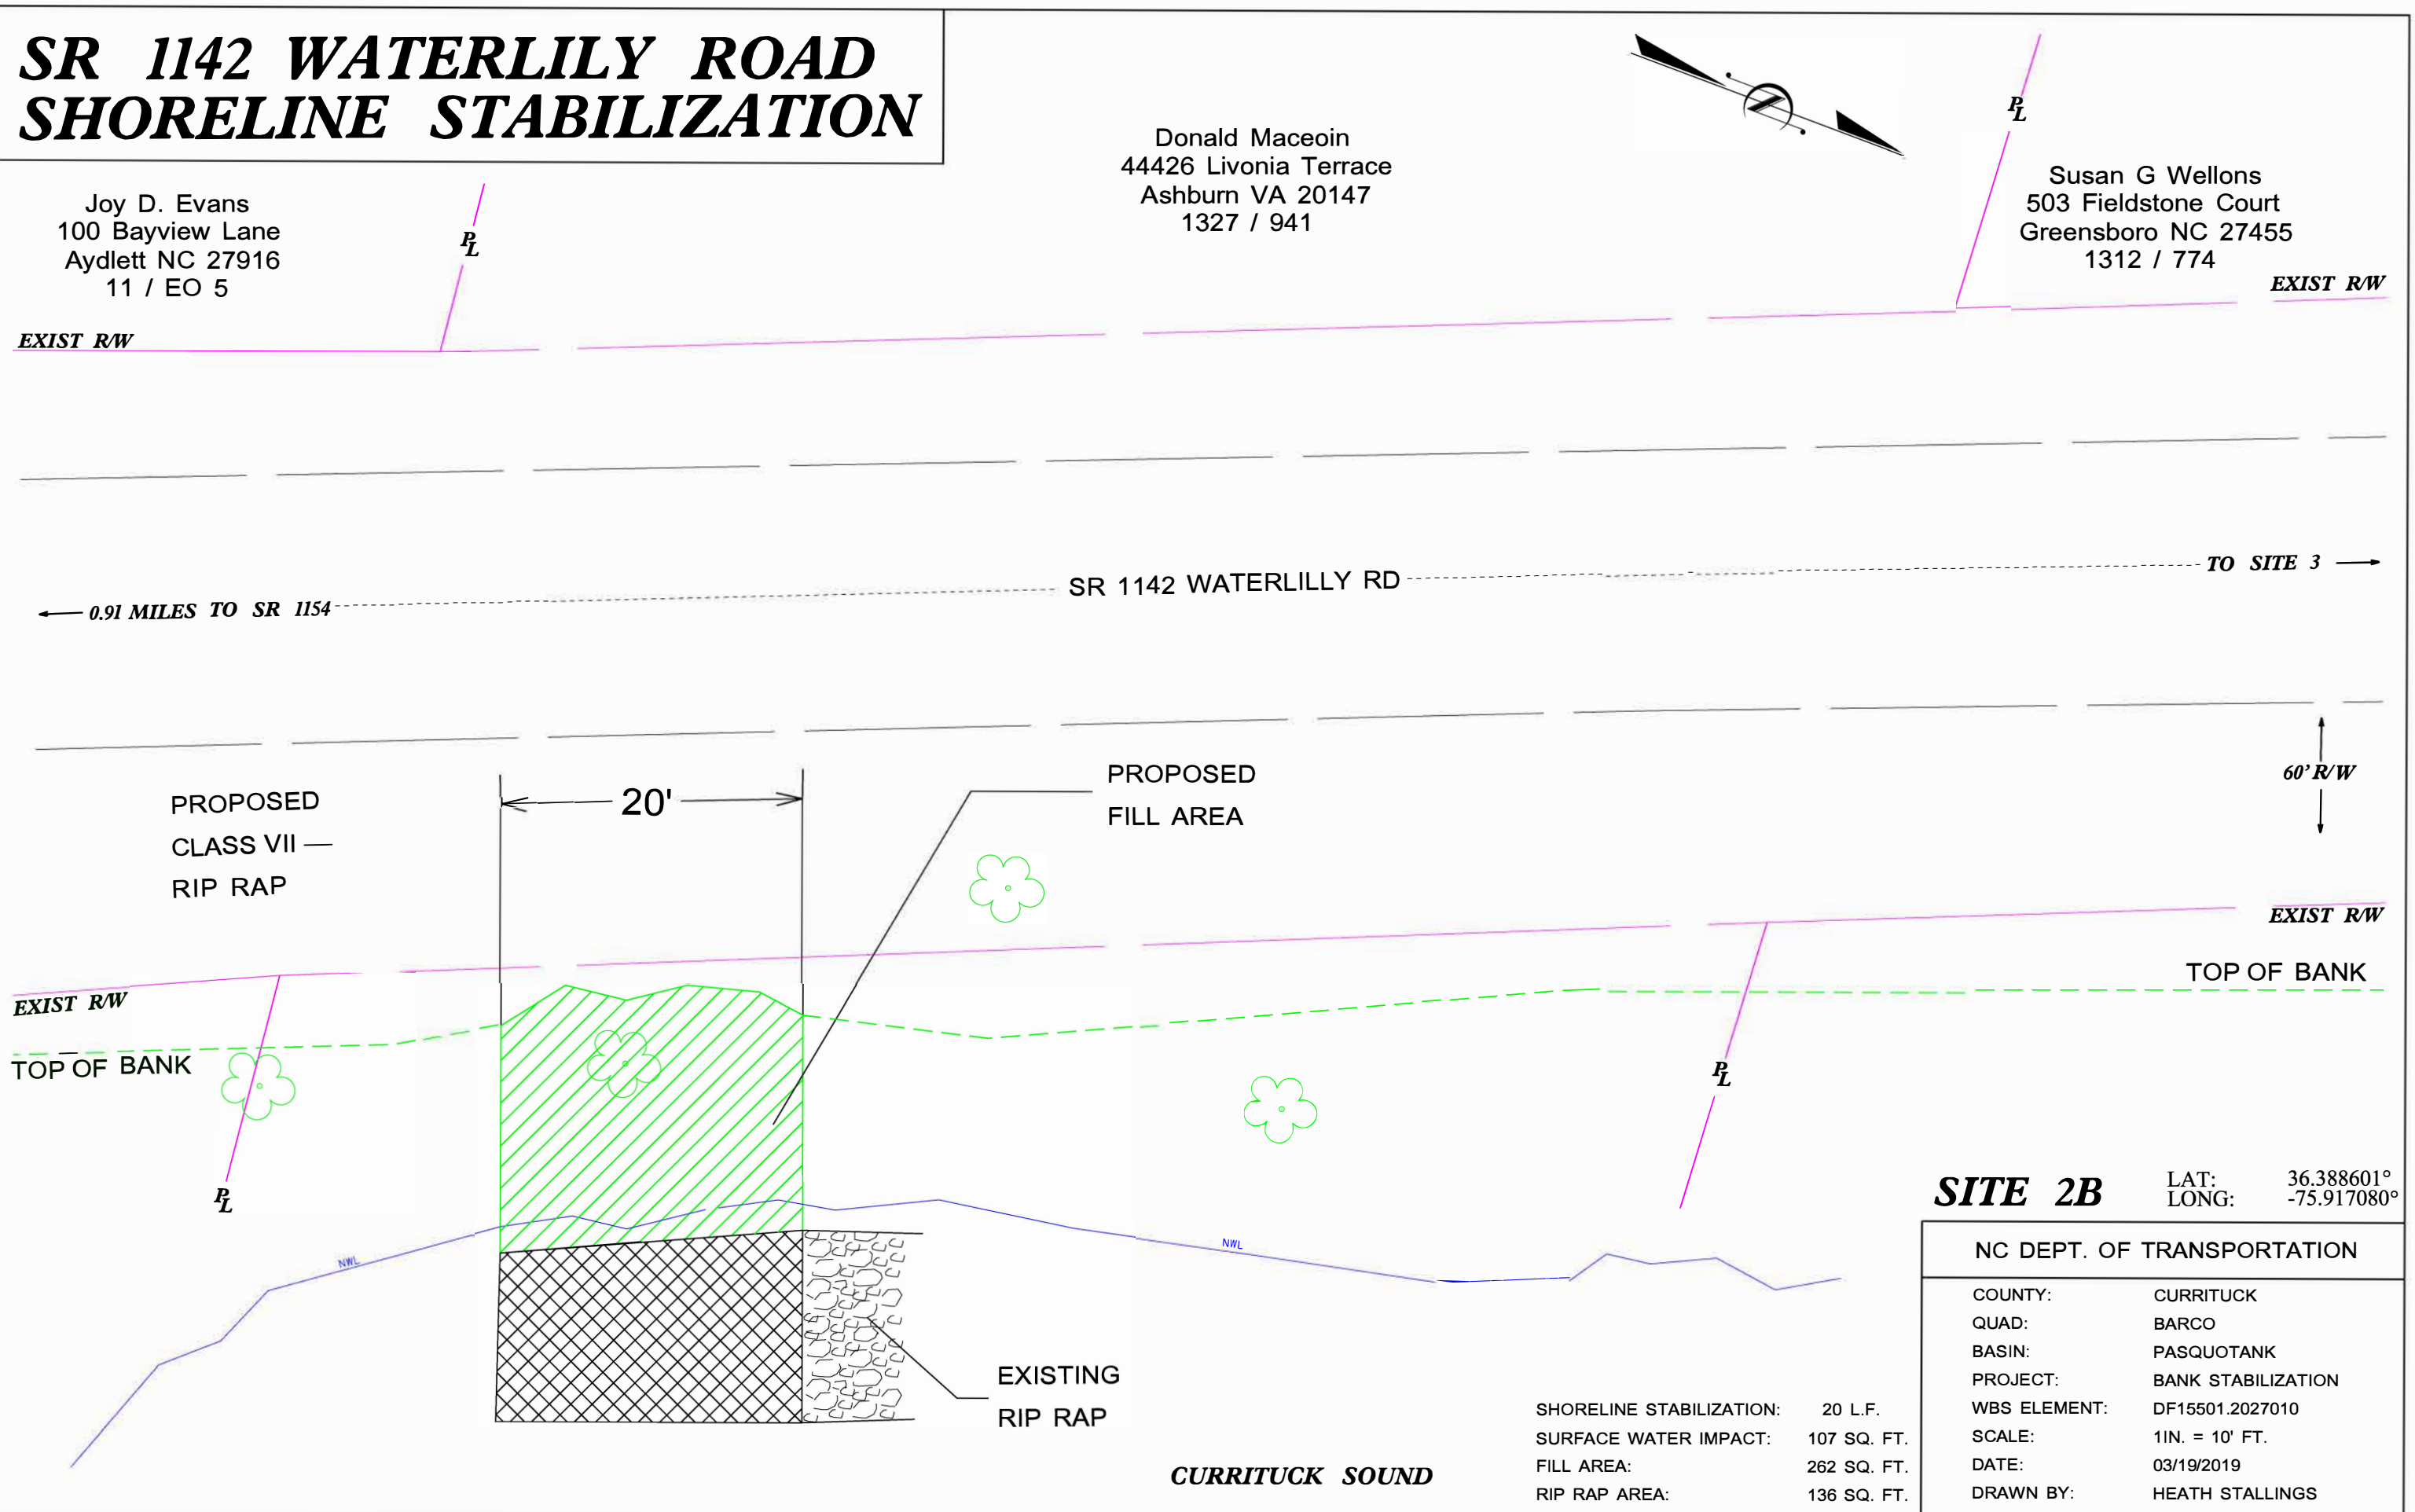 SR 1142 WATERLILY ROAD
SHORELINE STABILIZATION
Joy D. Evans
100 Bayview Lane
Aydlett NC 27916
11 / EO 5
Donald Maceoin
44426 Livonia Terrace
Ashburn VA 20147
1327 / 941
N
PL
PL
Susan G Wellons
503 Fieldstone Court
Greensboro NC 27455
1312 / 774
EXIST R/W
EXIST R/W
0.91 MILES TO SR 1154
SR 1142 WATERLILLY RD
TO SITE 3
60' R/W
PROPOSED
CLASS VII
RIP RAP
20'
PROPOSED
FILL AREA
EXIST R/W
EXIST R/W
TOP OF BANK
TOP OF BANK
PL
PL
NWL
NWL
EXISTING
RIP RAP
CURRITUCK SOUND
SHORELINE STABILIZATION: 20 L.F.
SURFACE WATER IMPACT: 107 SQ. FT.
FILL AREA: 262 SQ. FT.
RIP RAP AREA: 136 SQ. FT.
SITE 2B
LAT: 36.388601°
LONG: -75.917080°
NC DEPT. OF TRANSPORTATION
COUNTY: CURRITUCK
QUAD: BARCO
BASIN: PASQUOTANK
PROJECT: BANK STABILIZATION
WBS ELEMENT: DF15501.2027010
SCALE: 1IN. = 10' FT.
DATE: 03/19/2019
DRAWN BY: HEATH STALLINGS